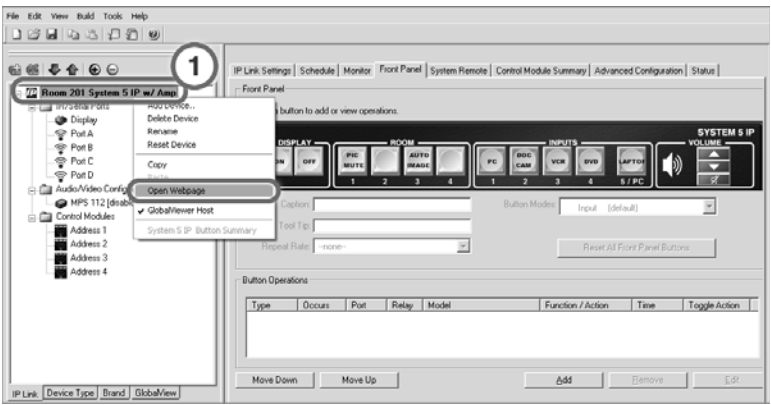 File Edit View Build Tools Help
1
Room 201 System 5 IP w/ Amp
IR/Serial Ports
Display
Port A
Port B
Port C
Port D
Audio/Video Config
MPS 112 [disab
Control Modules
Address 1
Address 2
Address 3
Address 4
Add Device...
Delete Device
Rename
Reset Device
Copy
Paste
Open Webpage
GlobalViewer Host
System 5 IP Button Summary
IP Link Device Type Brand GlobalView
IP Link Settings Schedule Monitor Front Panel System Remote Control Module Summary Advanced Configuration Status
Front Panel
button to add or view operations.
SYSTEM 5 IP
DISPLAY ROOM INPUTS VOLUME
ON OFF PIC MUTE AUTO IMAGE PC DOC CAM VCR DVD LAPTOP
1 2 3 4 1 2 3 4 5 / PC
Caption:
Button Modes: Input (default)
Tool Tip:
Repeat Rate: --none--
Reset All Front Panel Buttons
Button Operations
Type Occurs Port Relay Model Function / Action Time Toggle Action
Move Down Move Up Add Remove Edit